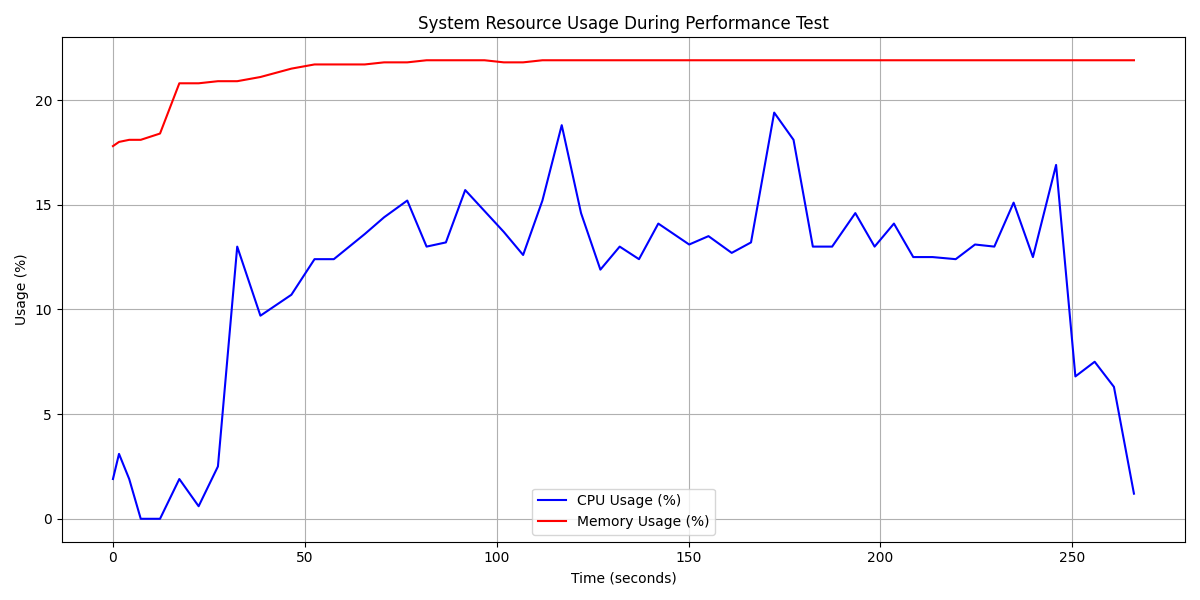 System Resource Usage During Performance Test
Usage (%)
20
15
10
5
0
CPU Usage (%)
Memory Usage (%)
0
50
100
150
200
250
Time (seconds)